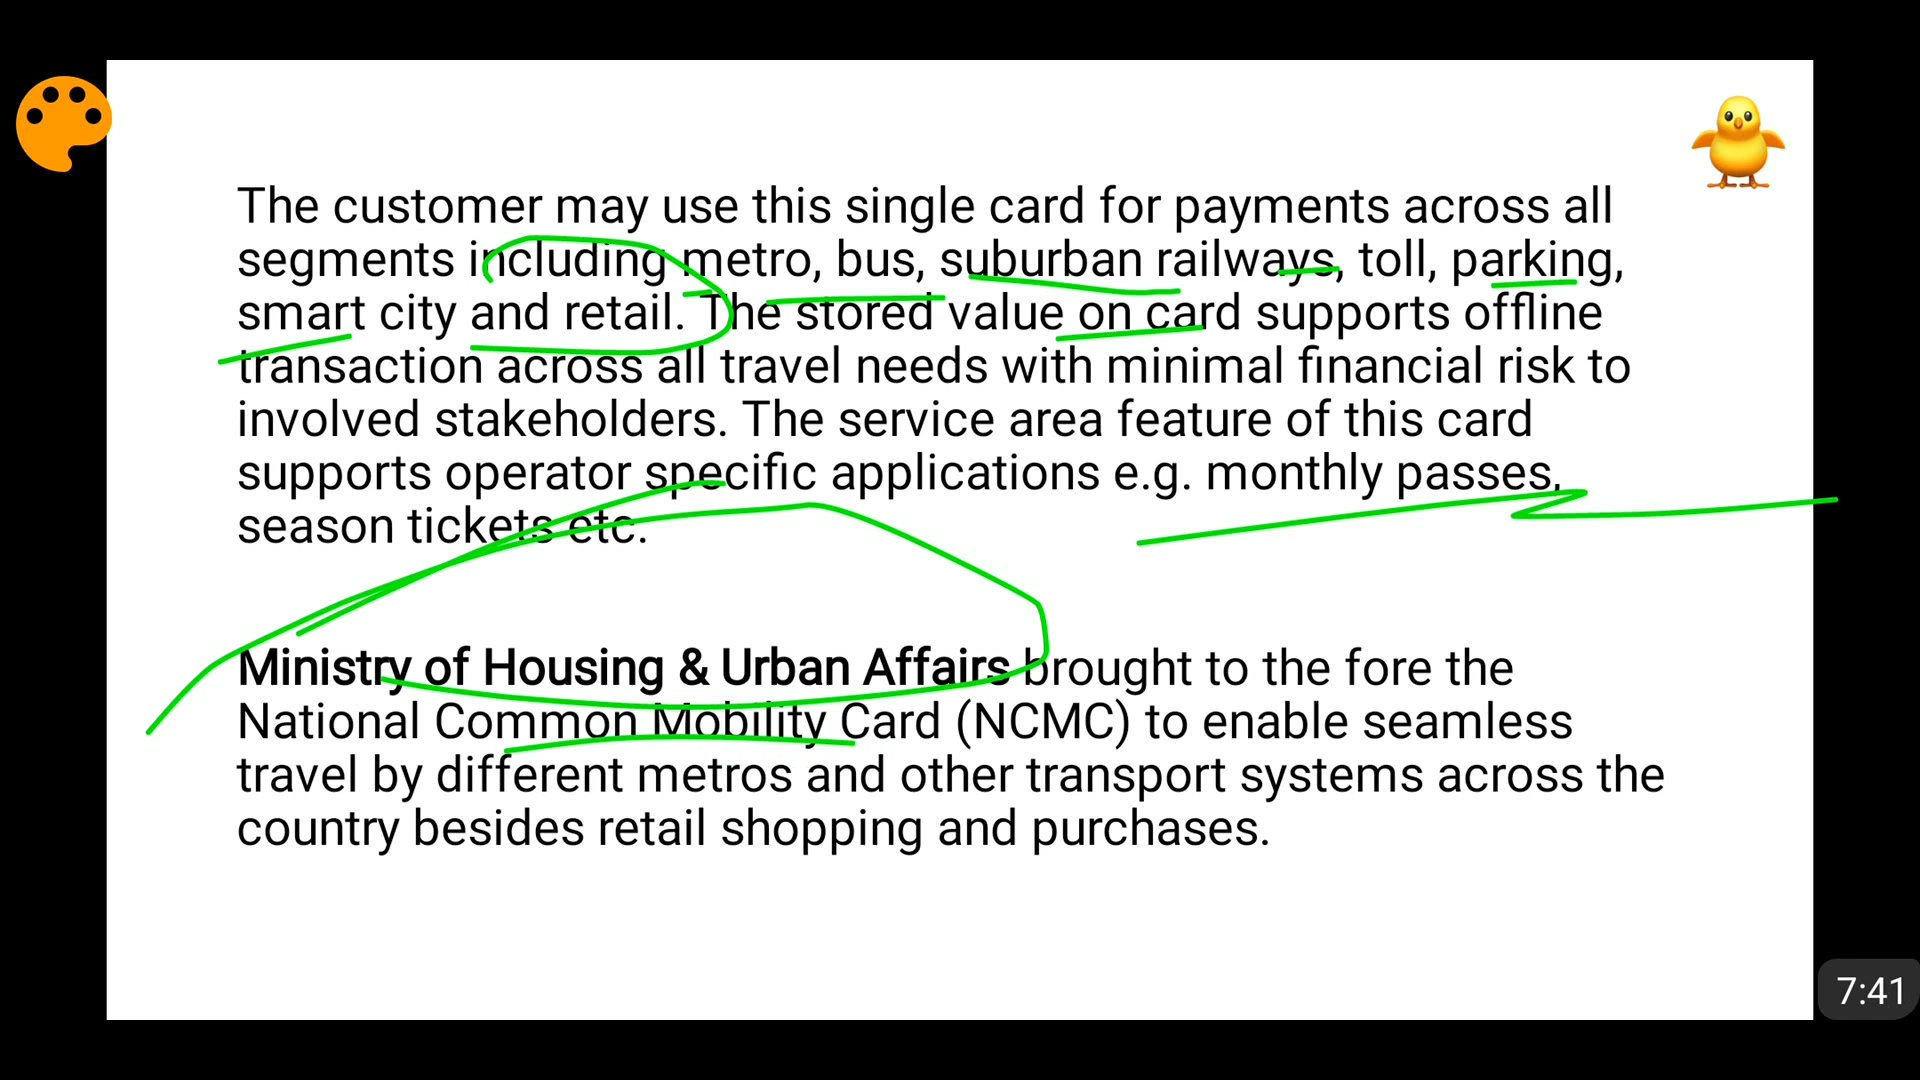 The customer may use this single card for payments across all
segments including metro, bus, suburban railways, toll, parking,
smart city and retail. The stored value on card supports offline
transaction across all travel needs with minimal financial risk to
involved stakeholders. The service area feature of this card
supports operator specific applications e.g. monthly passes,
season tickets etc.
Ministry of Housing & Urban Affairs brought to the fore the
National Common Mobility Card (NCMC) to enable seamless
travel by different metros and other transport systems across the
country besides retail shopping and purchases.
7:41